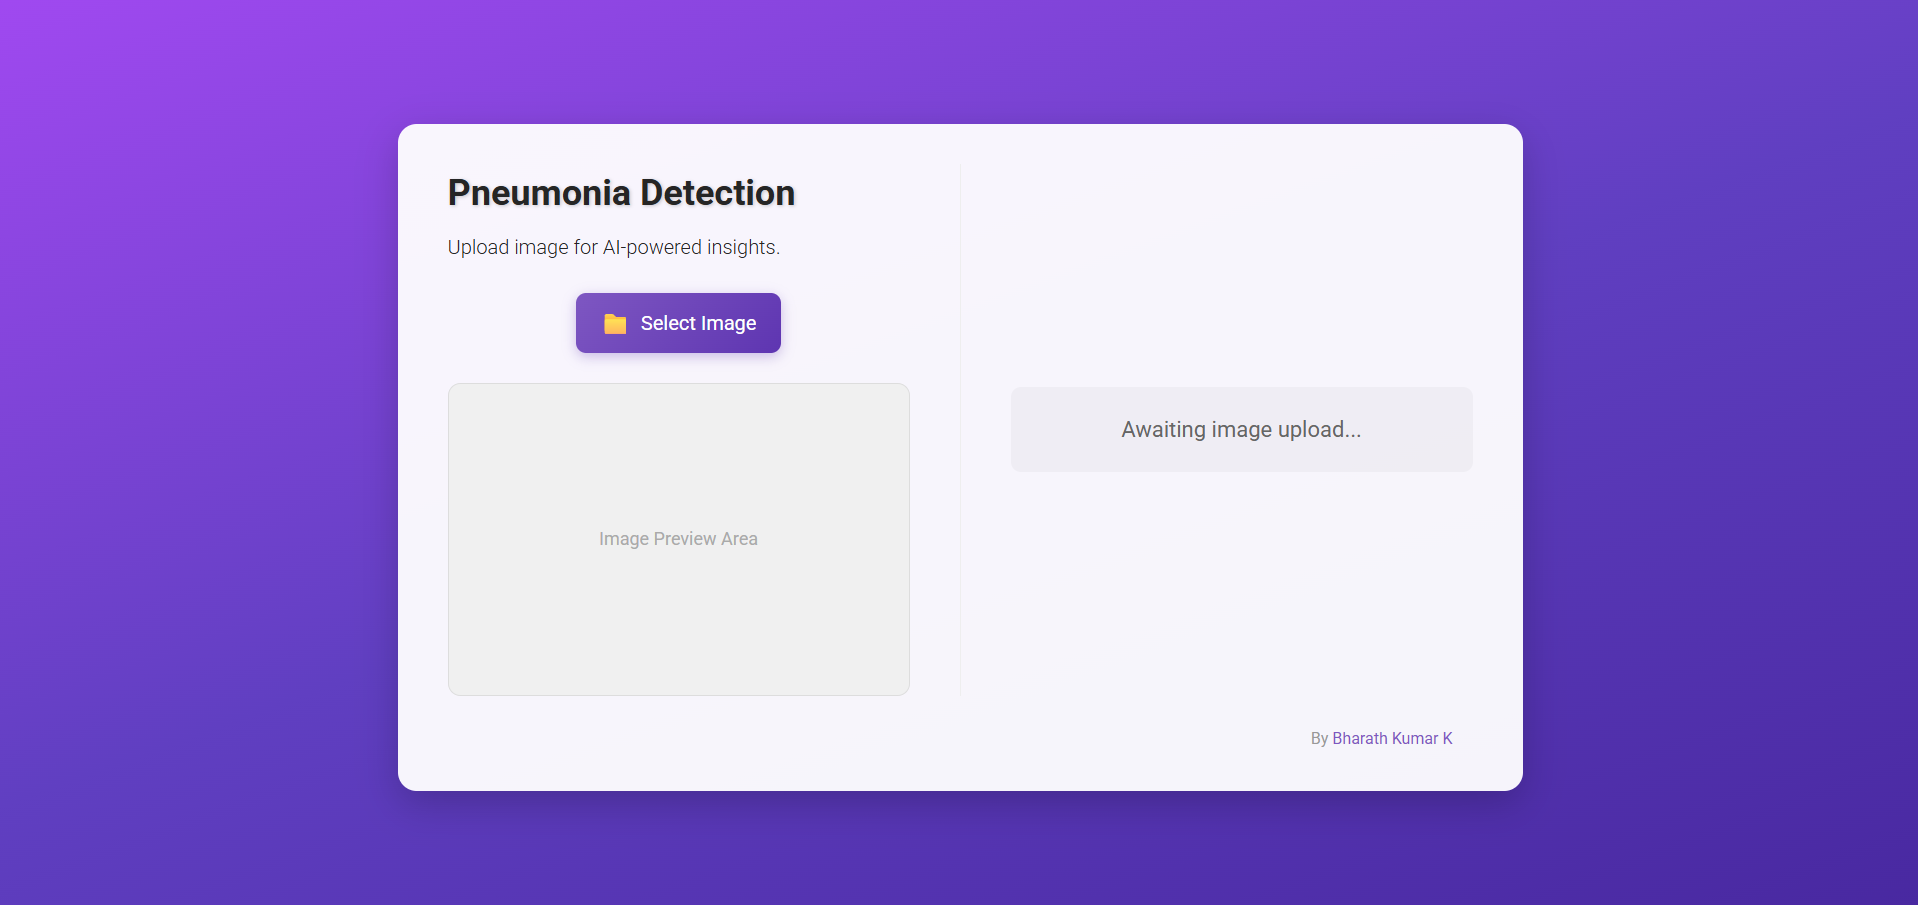 Pneumonia Detection
Upload image for AI-powered insights.
Select Image
Image Preview Area
Awaiting image upload...
By Bharath Kumar K